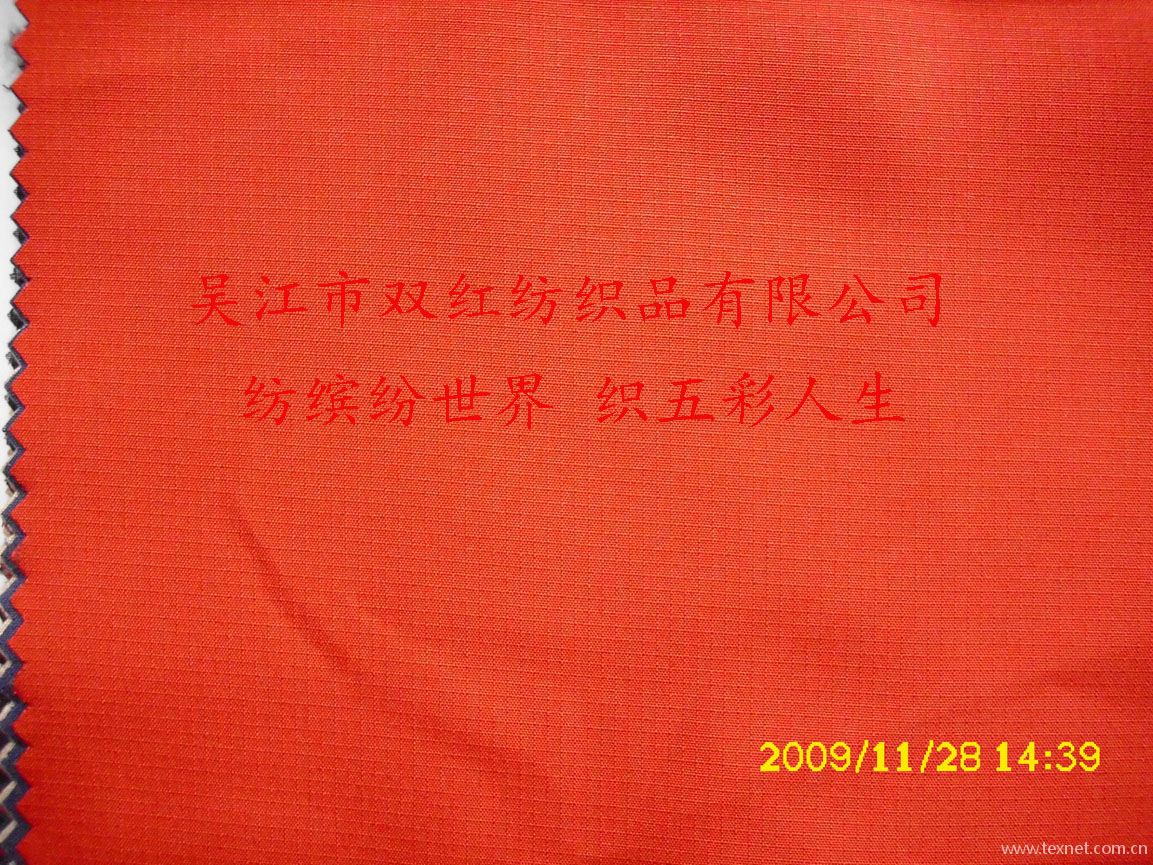 吴江市双红纺织品有限公司
纺缤纷世界 织五彩人生
2009/11/28 14:39
www.texnet.com.cn